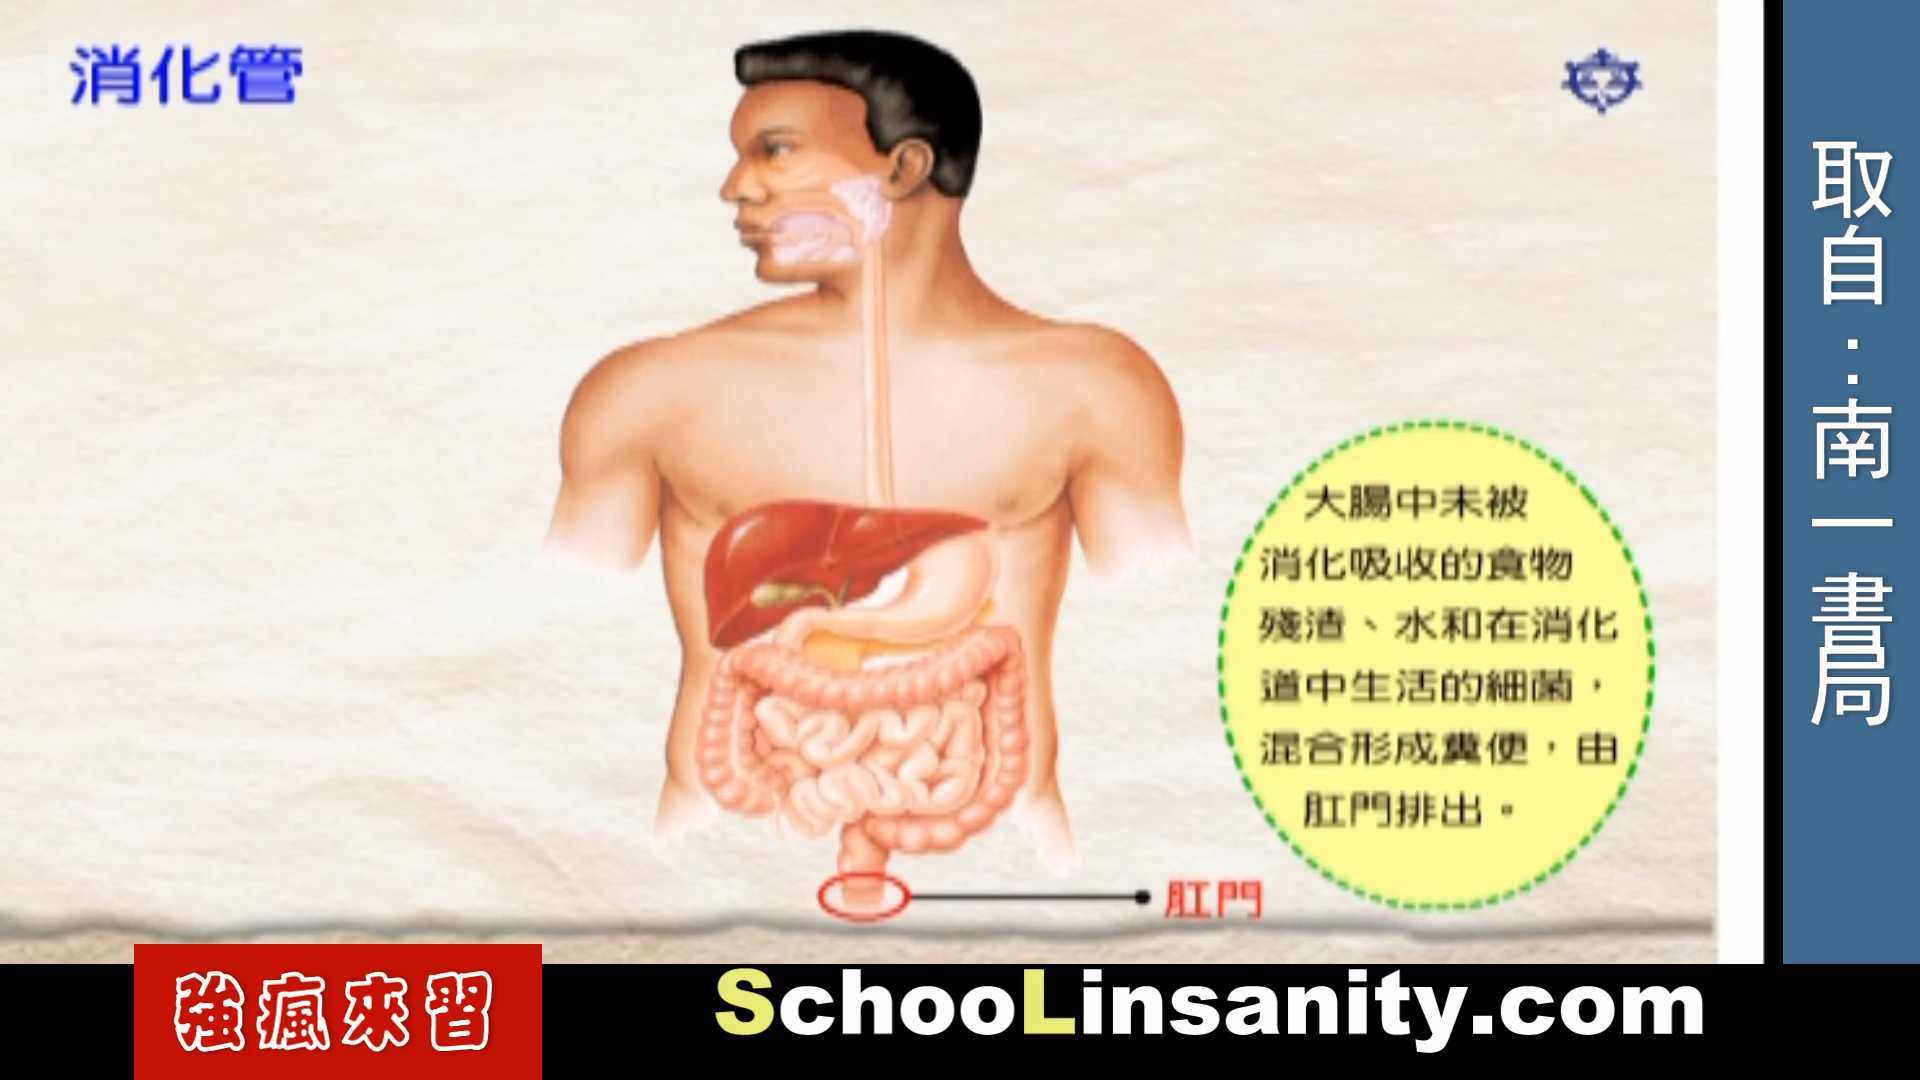 消化管
大腸中未被
消化吸收的食物
殘渣、水和在消化
道中生活的細菌，
混合形成糞便，由
肛門排出。
肛門
取自：南一書局
強瘋來習
SchooLinsanity.com